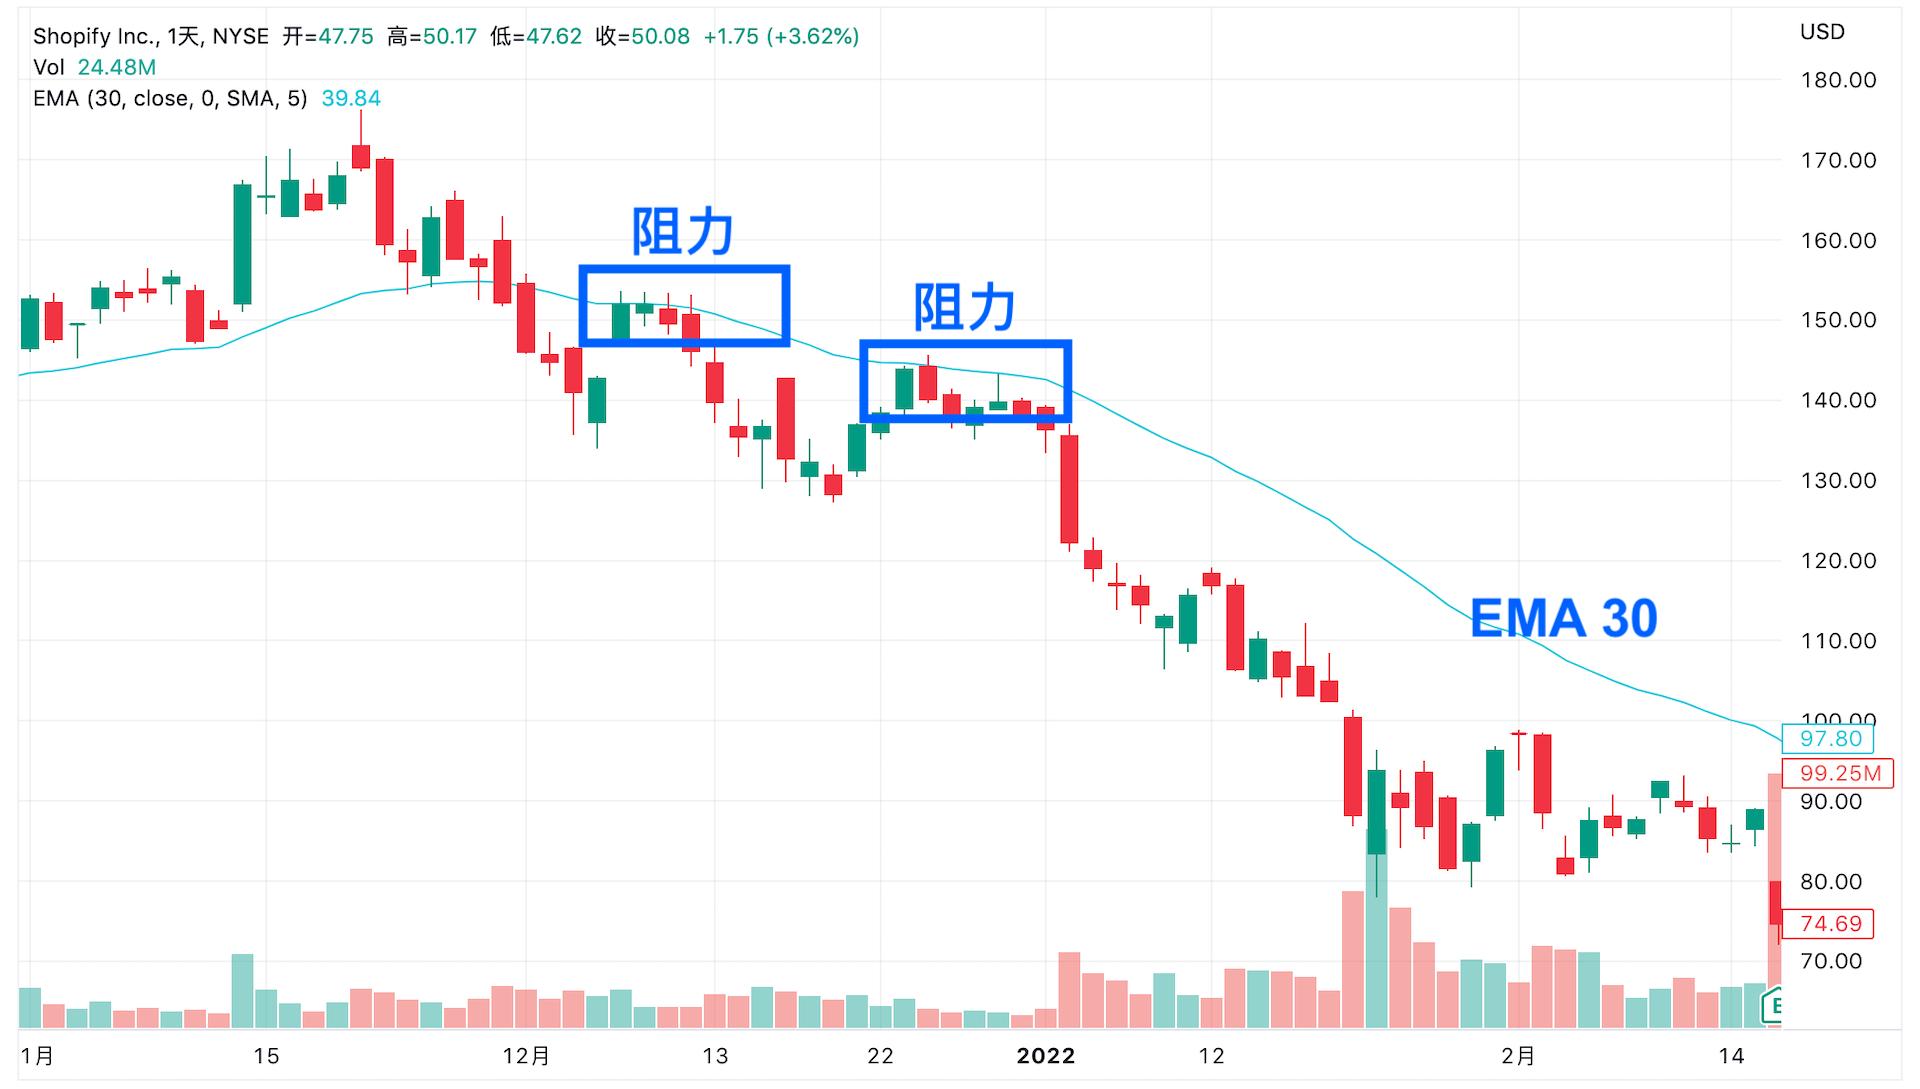 Shopify Inc., 1天, NYSE 开=47.75 高=50.17 低=47.62 收=50.08 +1.75 (+3.62%)
Vol 24.48M
EMA (30, close, 0, SMA, 5) 39.84
USD
180.00
170.00
160.00
150.00
140.00
130.00
120.00
110.00
100.00
97.80
99.25M
90.00
80.00
74.69
70.00
阻力
阻力
EMA 30
E
1月 15 12月 13 22 2022 12 2月 14